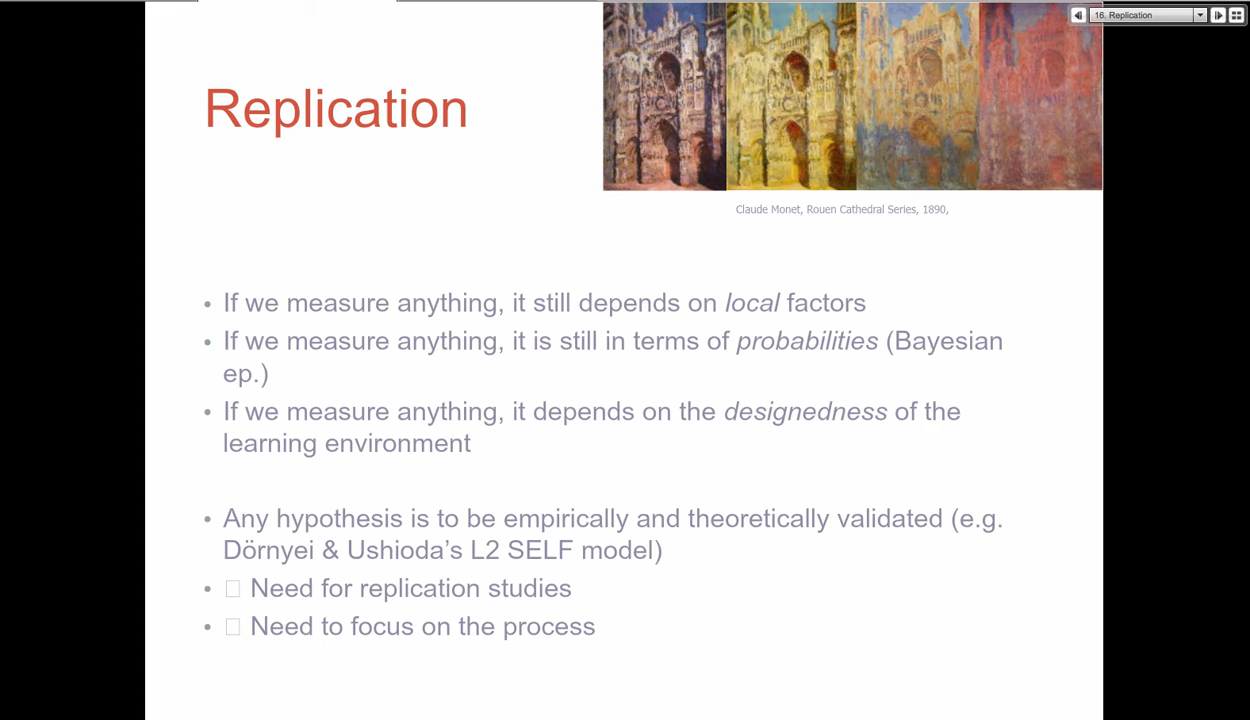 16. Replication
Replication
Claude Monet, Rouen Cathedral Series, 1890,
• If we measure anything, it still depends on local factors
• If we measure anything, it is still in terms of probabilities (Bayesian
ep.)
• If we measure anything, it depends on the designedness of the
learning environment
• Any hypothesis is to be empirically and theoretically validated (e.g.
Dörnyei & Ushioda’s L2 SELF model)
• □ Need for replication studies
• □ Need to focus on the process